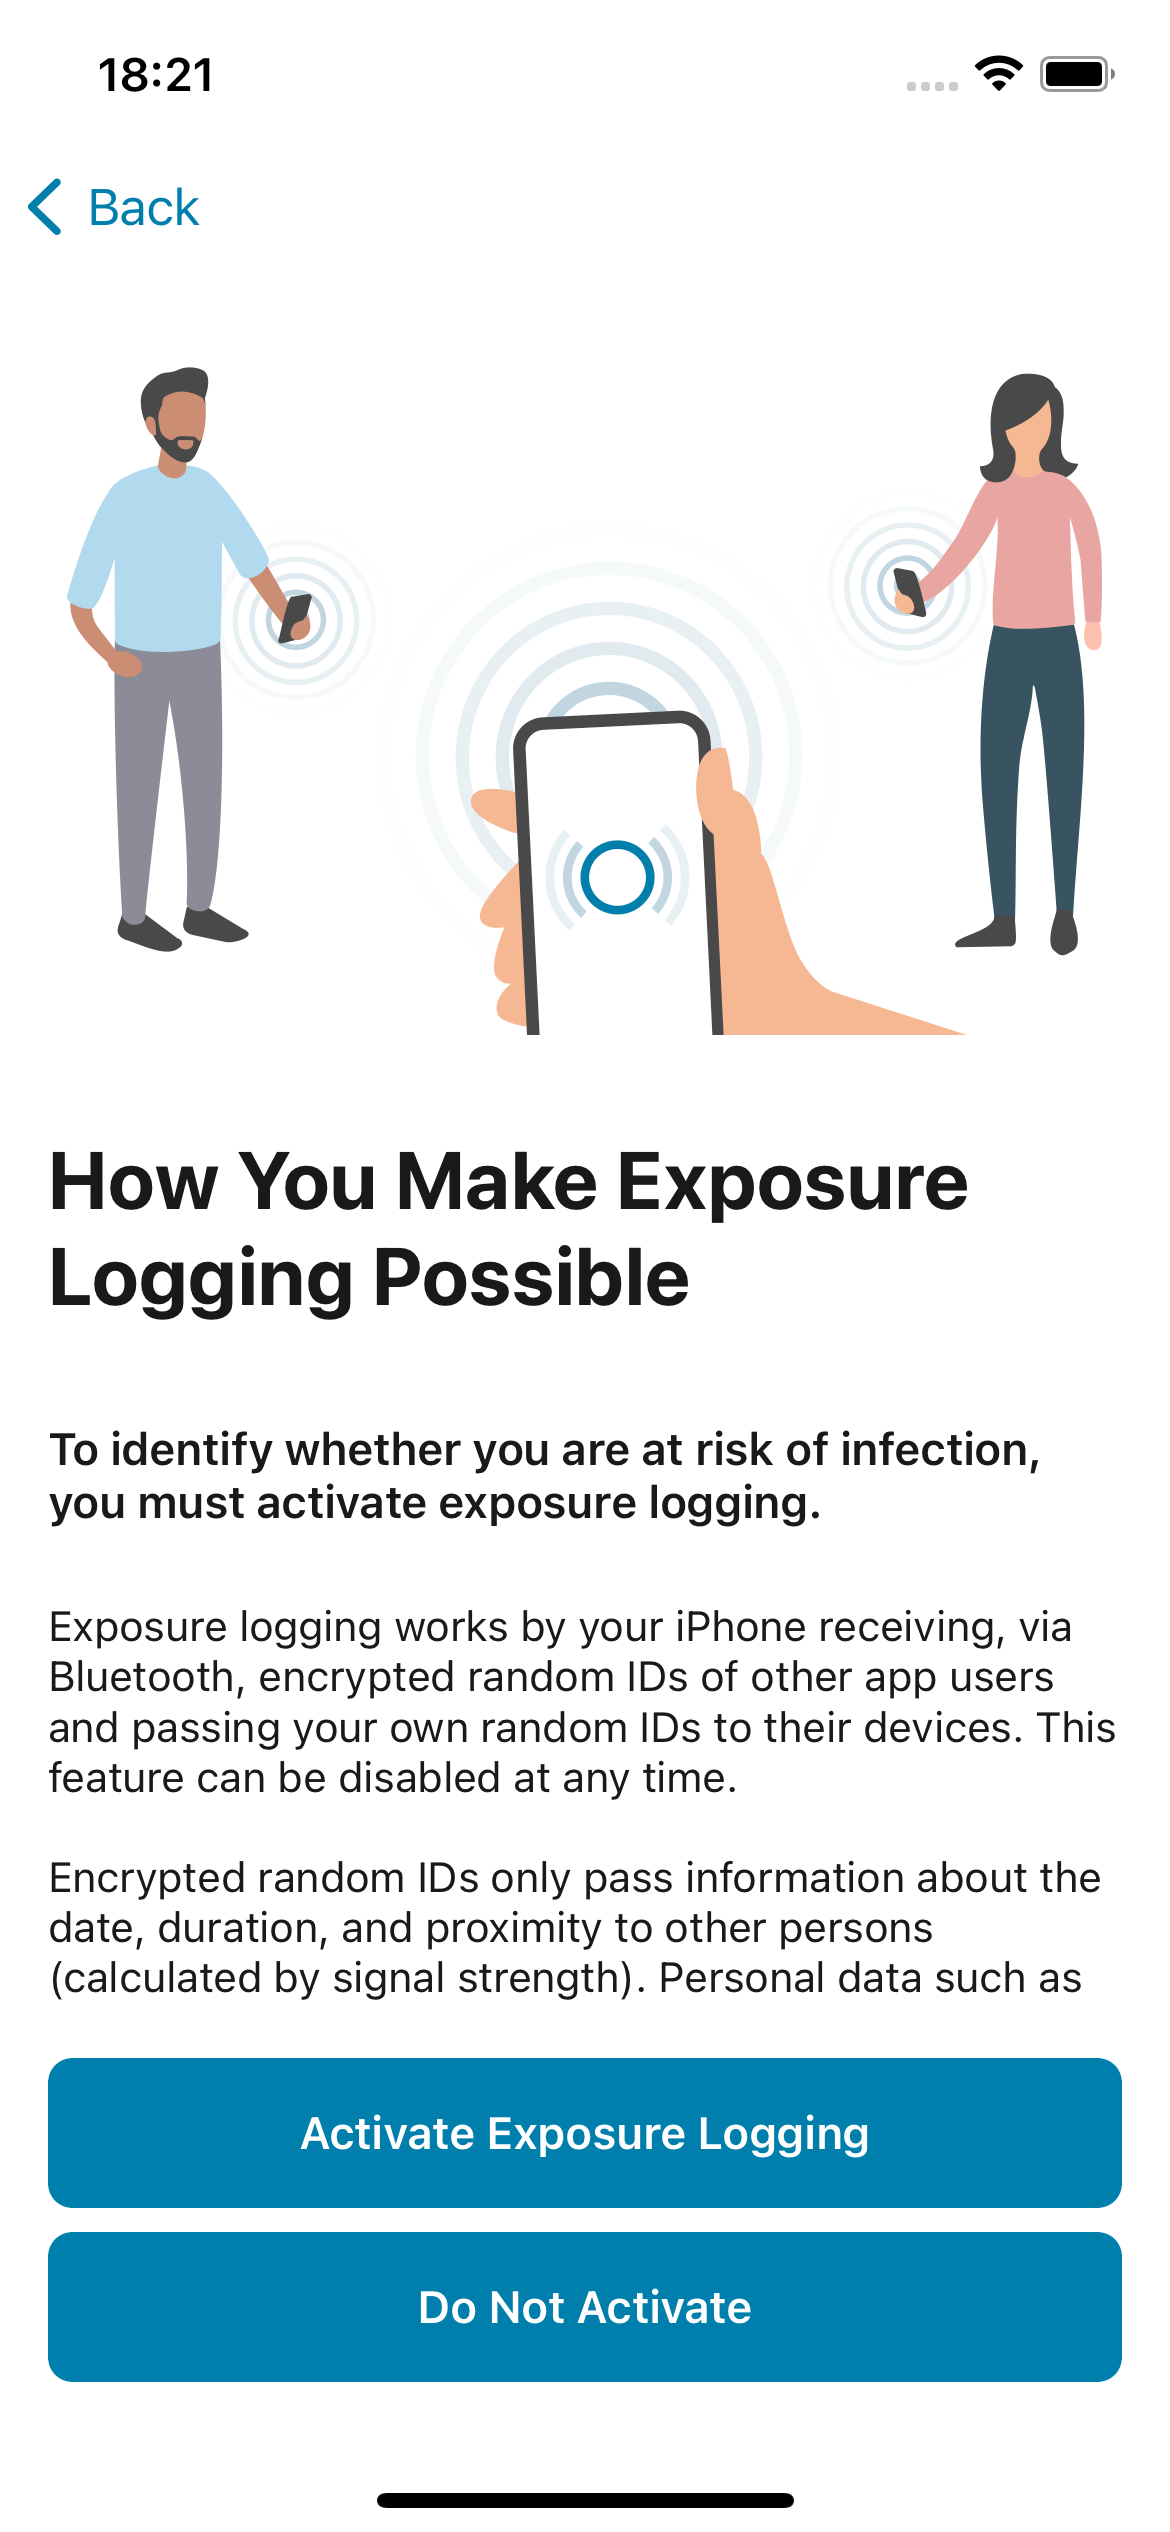 18:21
Back
How You Make Exposure
Logging Possible
To identify whether you are at risk of infection,
you must activate exposure logging.
Exposure logging works by your iPhone receiving, via
Bluetooth, encrypted random IDs of other app users
and passing your own random IDs to their devices. This
feature can be disabled at any time.
Encrypted random IDs only pass information about the
date, duration, and proximity to other persons
(calculated by signal strength). Personal data such as
Activate Exposure Logging
Do Not Activate